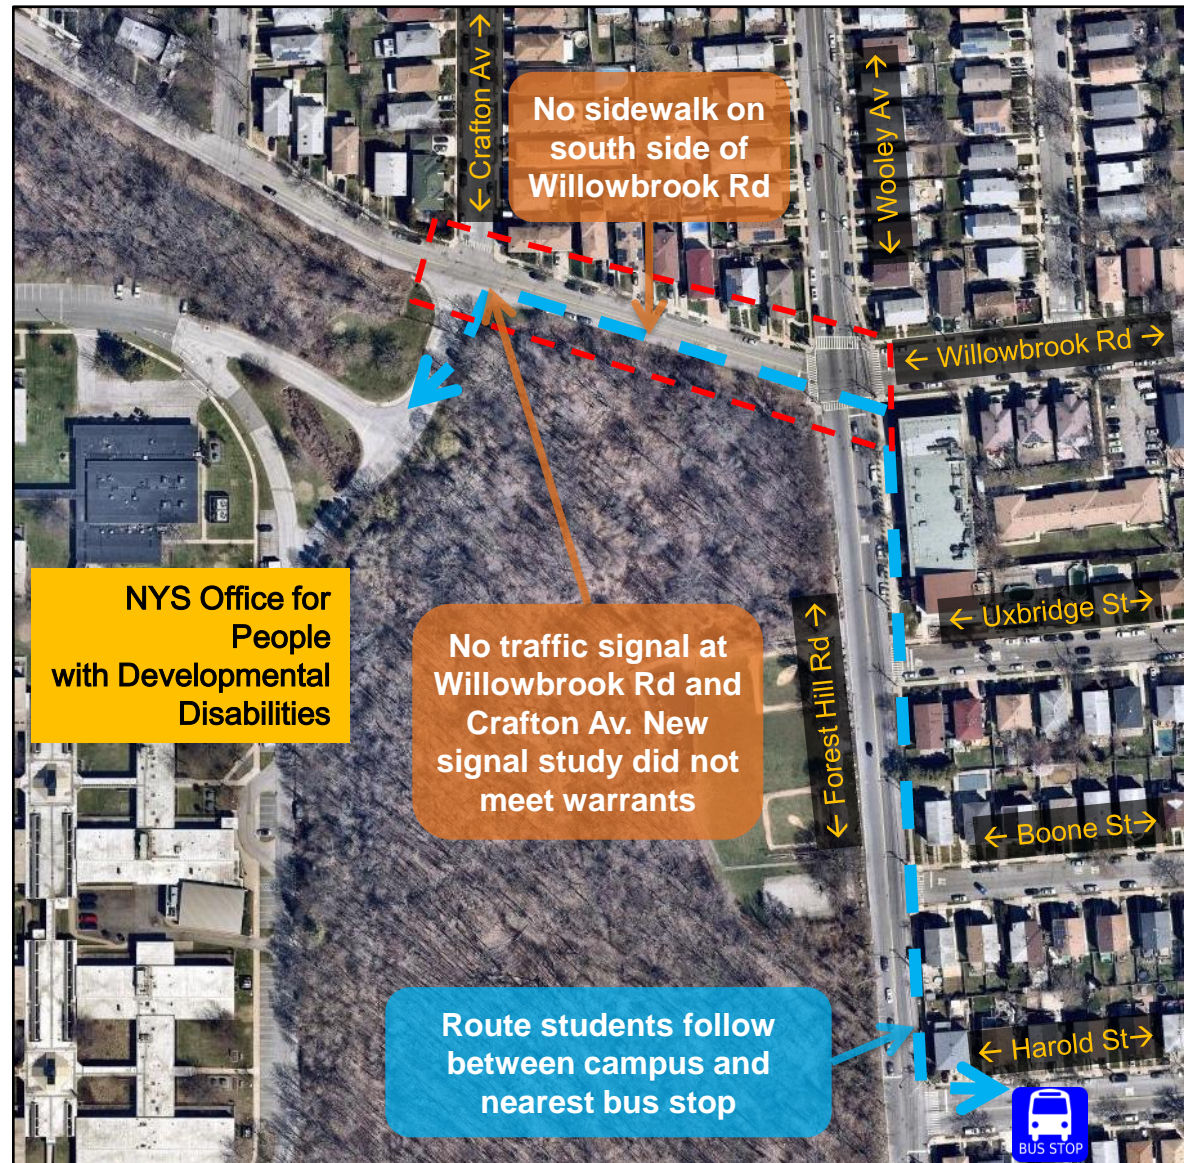 ← Crafton Av →
No sidewalk on
south side of
Willowbrook Rd
← Wooley Av →
← Willowbrook Rd →
NYS Office for
People
with Developmental
Disabilities
No traffic signal at
Willowbrook Rd and
Crafton Av. New
signal study did not
meet warrants
← Forest Hill Rd →
← Uxbridge St→
← Boone St→
Route students follow
between campus and
nearest bus stop
← Harold St→
BUS STOP